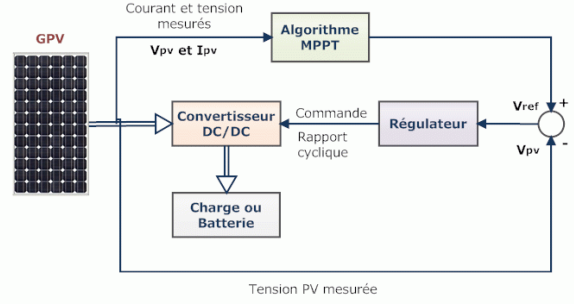 Courant et tension
mesurés
GPV
Vpv et Ipv
Algorithme
MPPT
Convertisseur
DC/DC
Commande
Rapport
cyclique
Régulateur
Vref
+
Vpv
-
Charge ou
Batterie
Tension PV mesurée